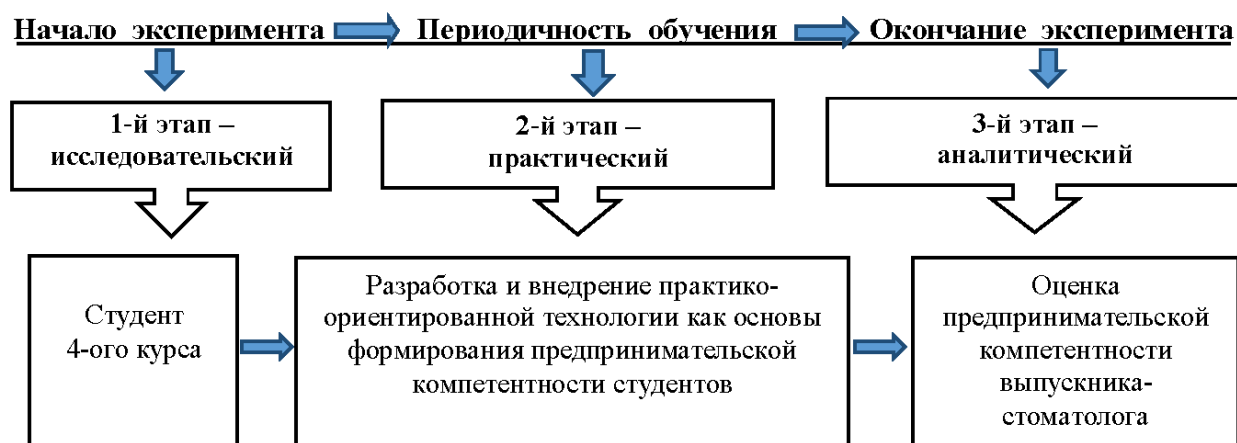 Начало эксперимента Периодичность обучения Окончание эксперимента
1-й этап –
исследовательский
2-й этап –
практический
3-й этап –
аналитический
Студент
4-ого курса
Разработка и внедрение практико-
ориентированной технологии как основы
формирования предпринимательской
компетентности студентов
Оценка
предпринимательской
компетентности
выпускника-
стоматолога